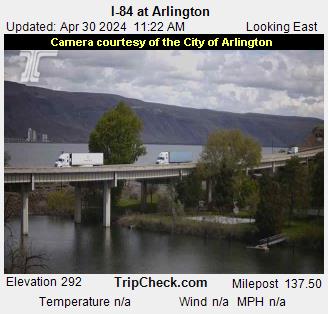 I-84 at Arlington
Updated: Apr 30 2024 11:22 AM Looking East
Camera courtesy of the City of Arlington
Elevation 292 TripCheck.com Milepost 137.50
Temperature n/a Wind n/a MPH n/a